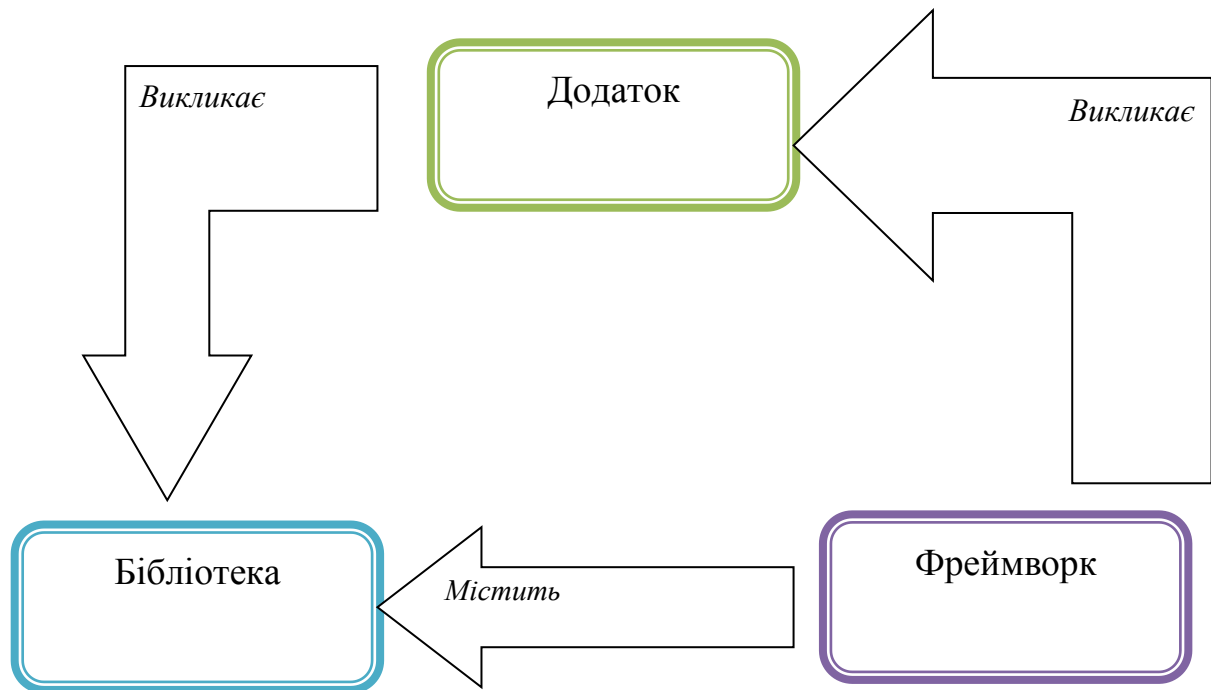 Додаток
Викликає
Викликає
Бібліотека
Містить
Фреймворк